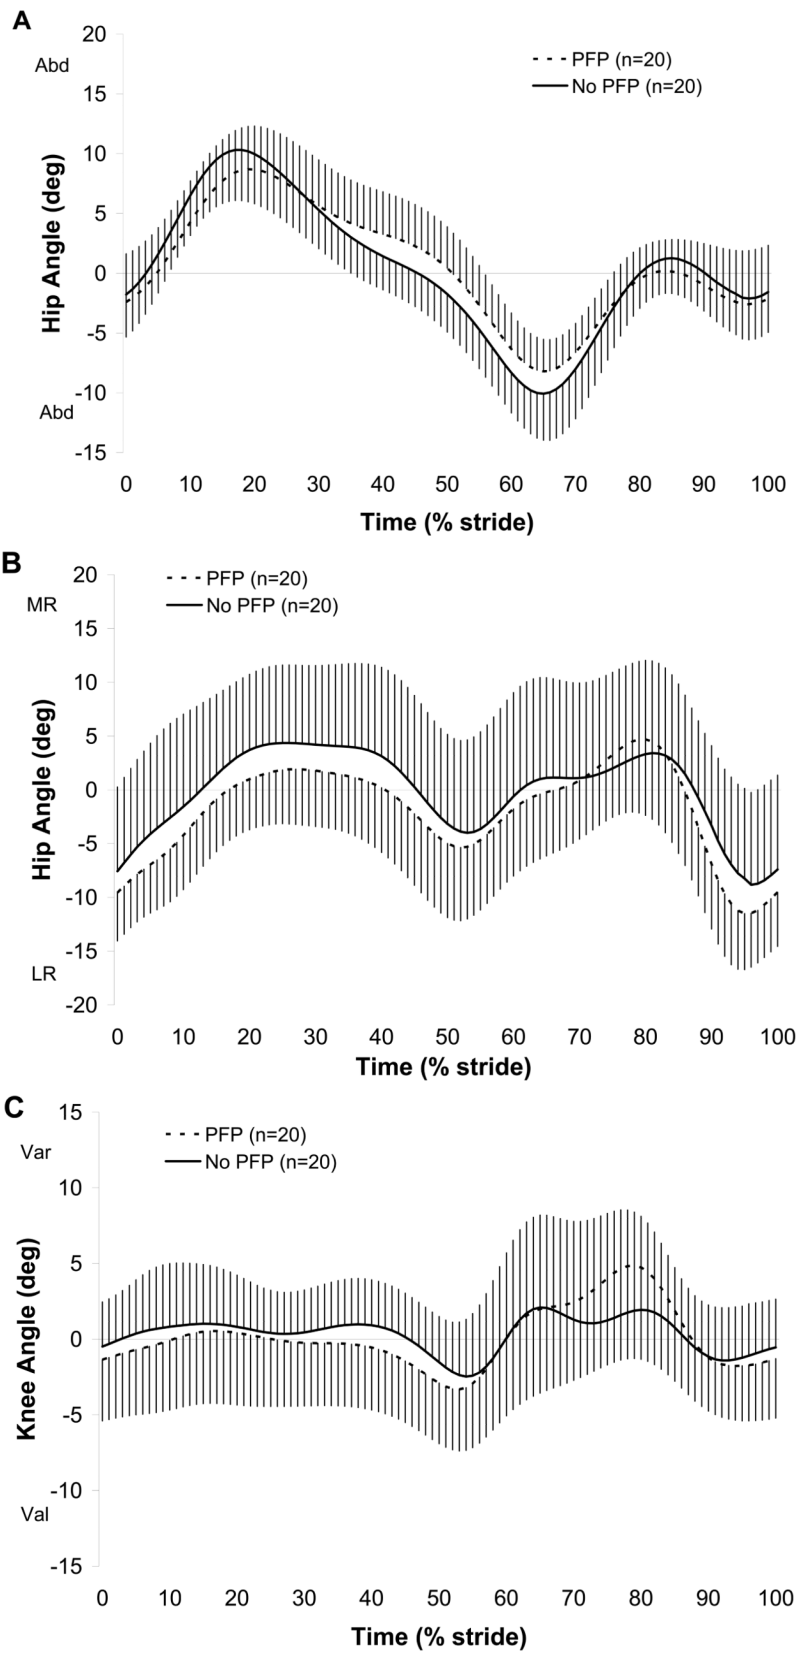 A
20
Abd
15
10
5
0
-5
-10
Abd
-15
Hip Angle (deg)
PFP (n=20)
No PFP (n=20)
0 10 20 30 40 50 60 70 80 90 100
Time (% stride)
B
20
MR
15
10
5
0
-5
-10
-15
LR
-20
Hip Angle (deg)
PFP (n=20)
No PFP (n=20)
0 10 20 30 40 50 60 70 80 90 100
Time (% stride)
C
15
Var
10
5
0
-5
-10
Val
-15
Knee Angle (deg)
PFP (n=20)
No PFP (n=20)
0 10 20 30 40 50 60 70 80 90 100
Time (% stride)